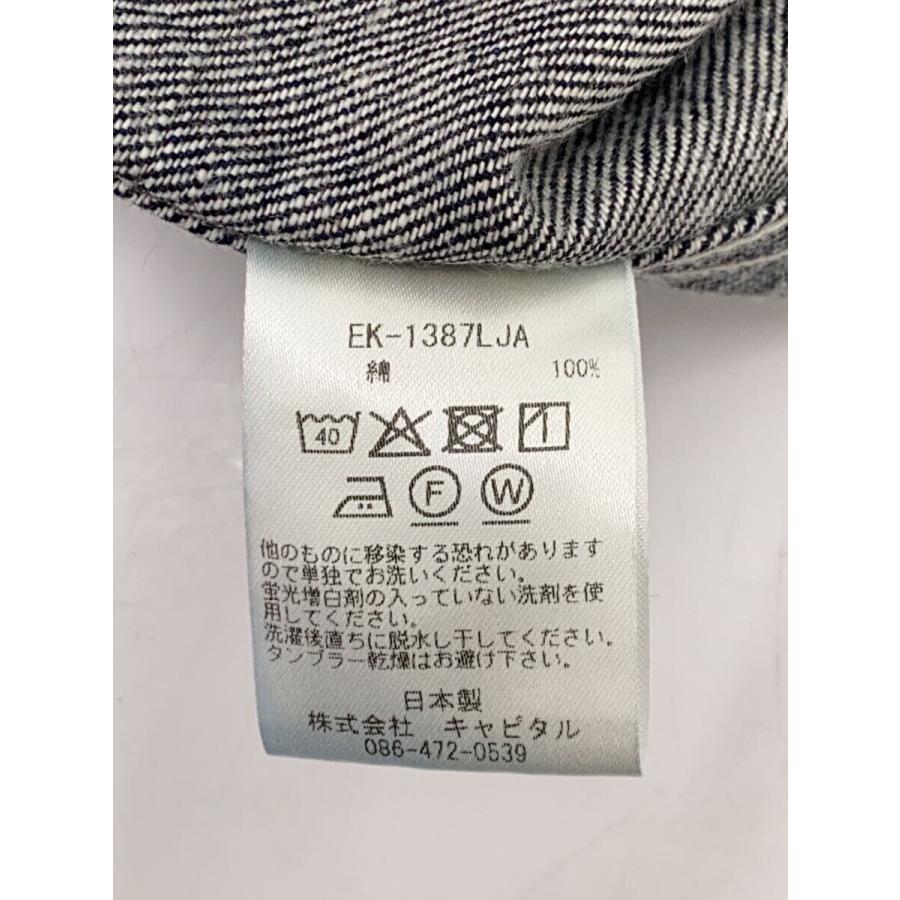 EK-1387LJA
綿 100%
40
F W
他のものに移染する恐れがあります
ので単独でお洗いください。
蛍光増白剤の入っていない洗剤を使
用してください。
洗濯後直ちに脱水し干してください。
タンブラー乾燥はお避け下さい。
日本製
株式会社 キャピタル
086-472-0539